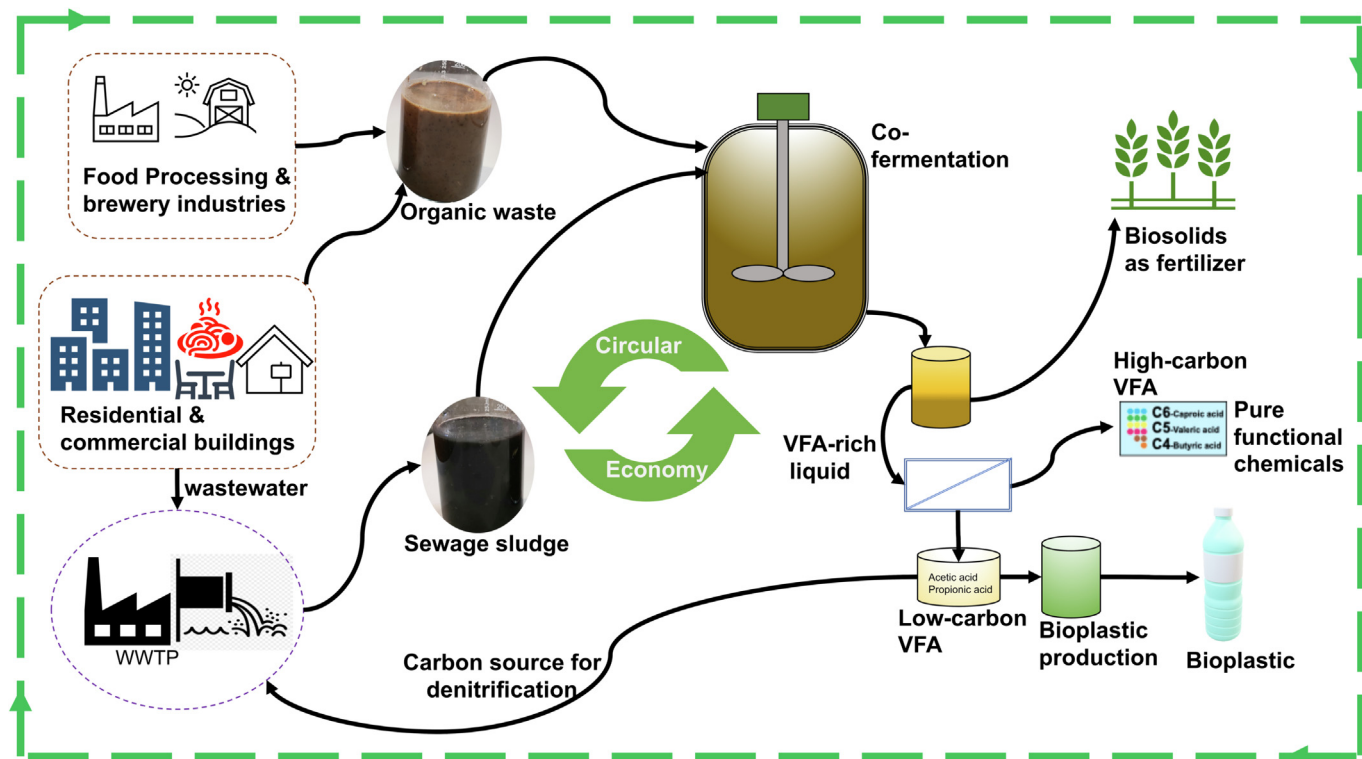 Food Processing &
brewery industries
Organic waste
Co-
fermentation
Biosolids
as fertilizer
Residential &
commercial buildings
wastewater
Circular
Economy
Sewage sludge
VFA-rich
liquid
High-carbon
VFA
C6-Caproic acid
C5-Valeric acid
C4-Butyric acid
Pure
functional
chemicals
WWTP
Acetic acid
Propionic acid
Low-carbon
VFA
Bioplastic
production
Bioplastic
Carbon source for
denitrification